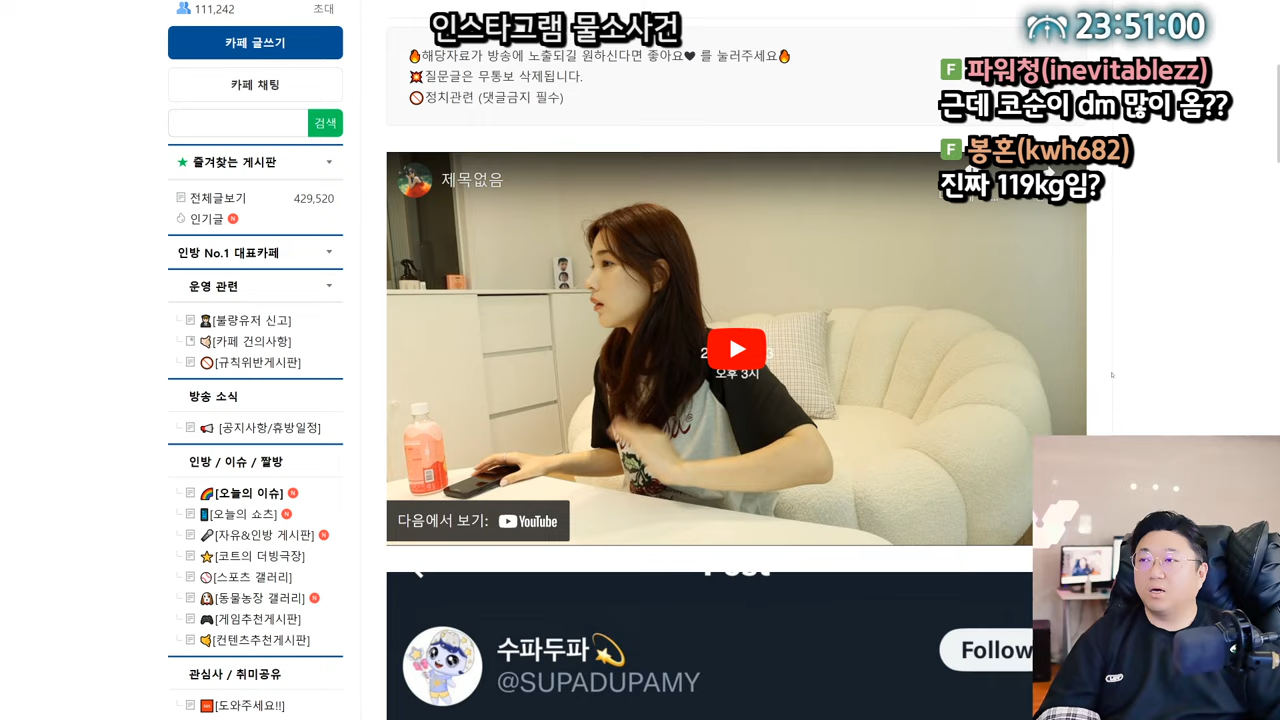 111,242
초대
카페 글쓰기
카페 채팅
검색
★ 즐겨찾는 게시판
전체글보기 429,520
인기글 N
인방 No.1 대표카페
운영 관련
[불량유저 신고]
[카페 건의사항]
[규칙위반게시판]
방송 소식
[공지사항/휴방일정]
인방 / 이슈 / 짤방
[오늘의 이슈] N
[오늘의 쇼츠] N
[자유&인방 게시판] N
[코트의 더빙극장]
[스포츠 갤러리]
[동물농장 갤러리] N
[게임추천게시판]
[컨텐츠추천게시판]
관심사 / 취미공유
[도와주세요!!]
인스타그램 물소사건
🔥해당자료가 방송에 노출되길 원하신다면 좋아요🖤 를 눌러주세요🔥
💥질문글은 무통보 삭제됩니다.
🚫정치관련 (댓글금지 필수)
제목없음
오후 3시
다음에서 보기: YouTube
Post
수파두파💫
@SUPADUPAMY
Follow
23:51:00
F 파워청(inevitablezz)
근데 코순이 dm 많이 옴??
F 봉혼(kwh682)
진짜 119kg임?